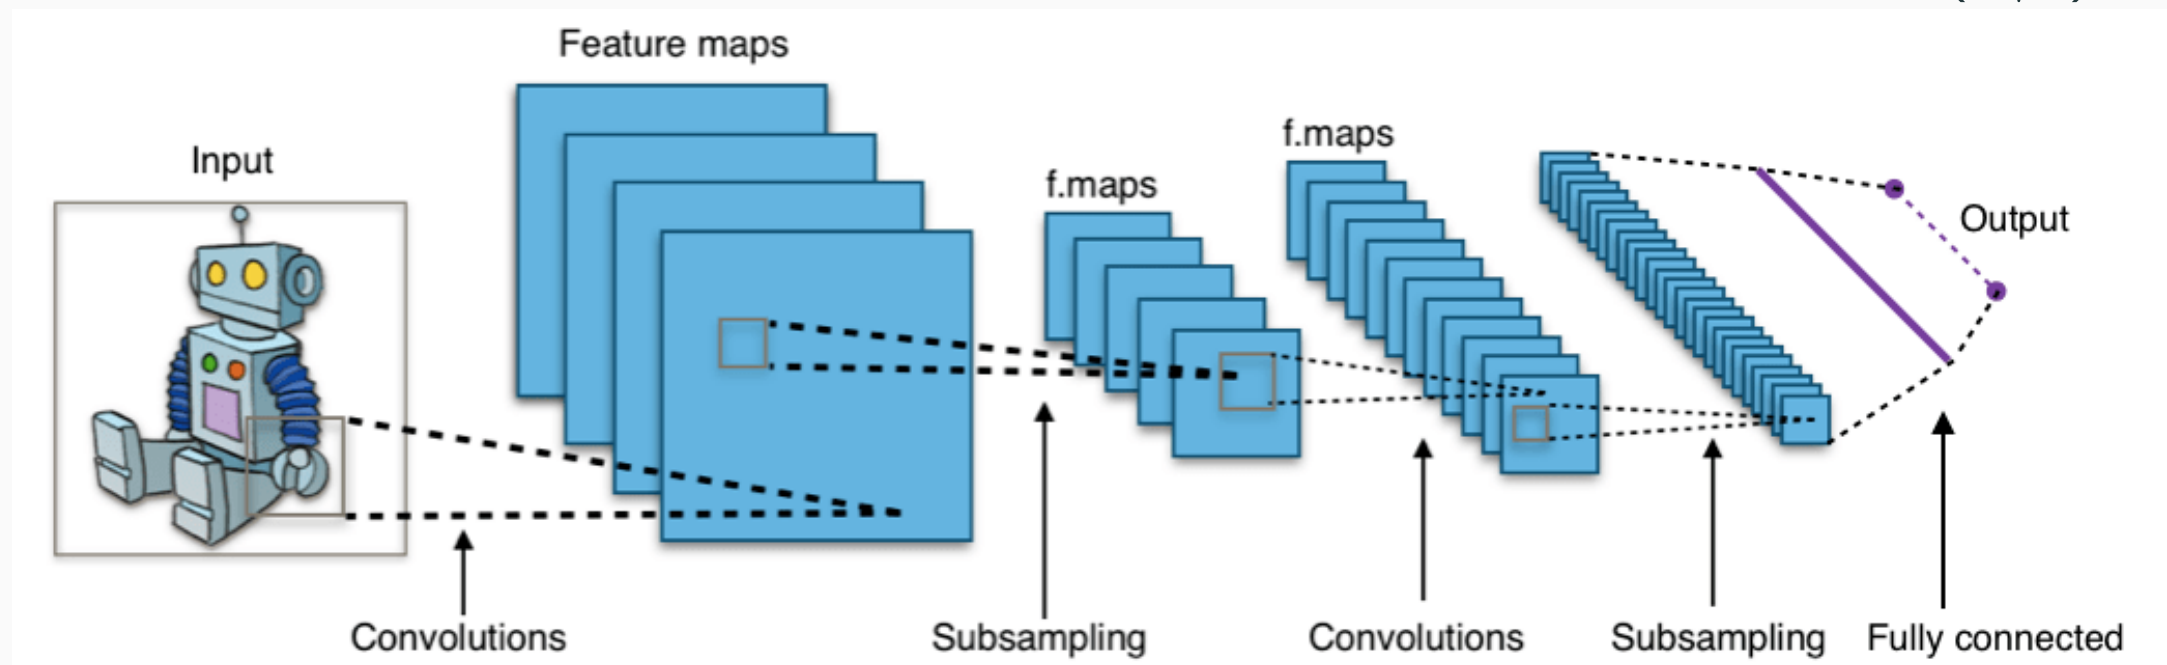 Feature maps
Input
f.maps
f.maps
Output
Convolutions
Subsampling
Convolutions
Subsampling
Fully connected